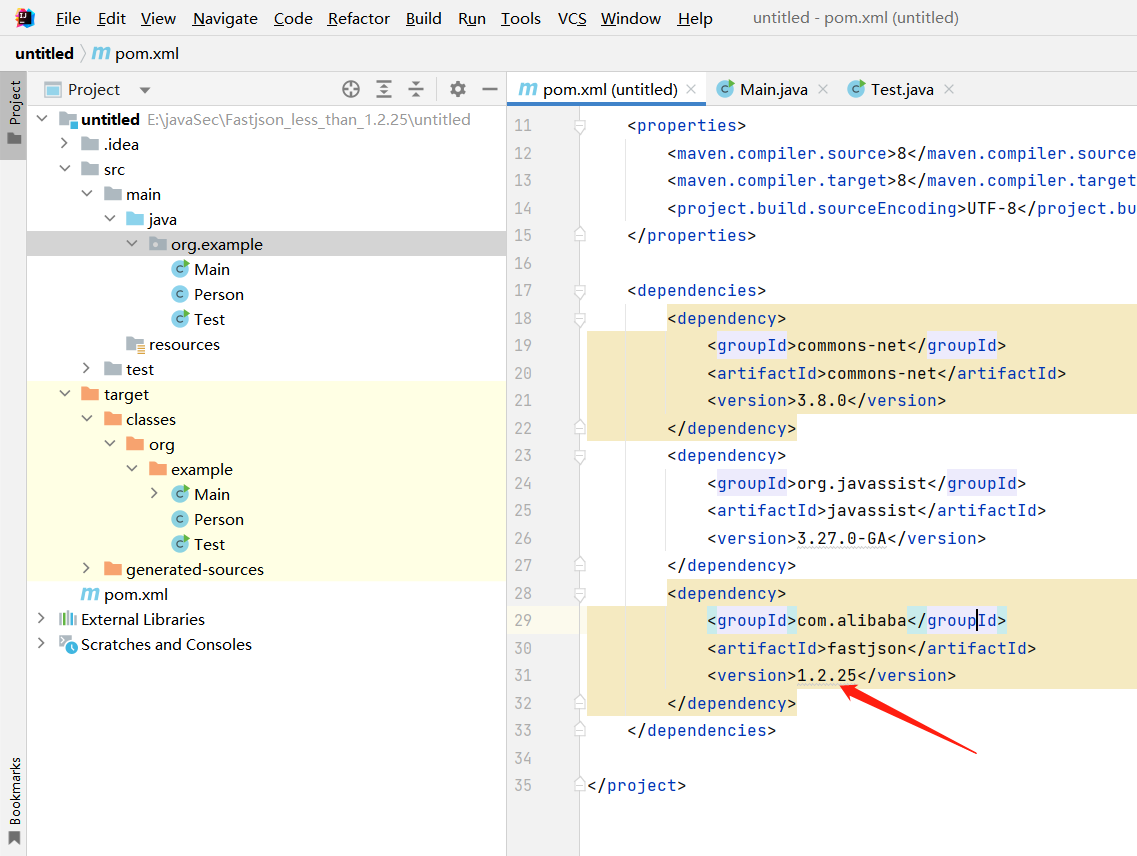 File Edit View Navigate Code Refactor Build Run Tools VCS Window Help untitled - pom.xml (untitled)
untitled pom.xml
Project
Project
untitled E:\javaSec\Fastjson_less_than_1.2.25\untitled
.idea
src
main
java
org.example
Main
Person
Test
resources
test
target
classes
org
example
Main
Person
Test
generated-sources
pom.xml
External Libraries
Scratches and Consoles
Bookmarks
pom.xml (untitled) Main.java Test.java
11 <properties>
12 <maven.compiler.source>8</maven.compiler.source
13 <maven.compiler.target>8</maven.compiler.target
14 <project.build.sourceEncoding>UTF-8</project.bu
15 </properties>
16
17 <dependencies>
18 <dependency>
19 <groupId>commons-net</groupId>
20 <artifactId>commons-net</artifactId>
21 <version>3.8.0</version>
22 </dependency>
23 <dependency>
24 <groupId>org.javassist</groupId>
25 <artifactId>javassist</artifactId>
26 <version>3.27.0-GA</version>
27 </dependency>
28 <dependency>
29 <groupId>com.alibaba</groupId>
30 <artifactId>fastjson</artifactId>
31 <version>1.2.25</version>
32 </dependency>
33 </dependencies>
34
35 </project>